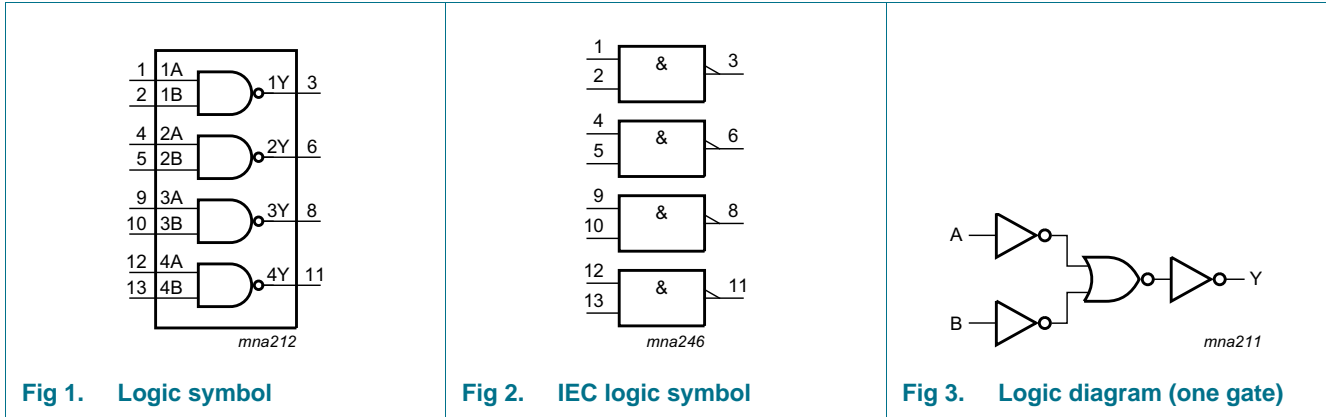 1 1A 1Y 3
2 1B
4 2A 2Y 6
5 2B
9 3A 3Y 8
10 3B
12 4A 4Y 11
13 4B
mna212
Fig 1. Logic symbol
1 & 3
2
4 & 6
5
9 & 8
10
12 & 11
13
mna246
Fig 2. IEC logic symbol
A
Y
B
mna211
Fig 3. Logic diagram (one gate)